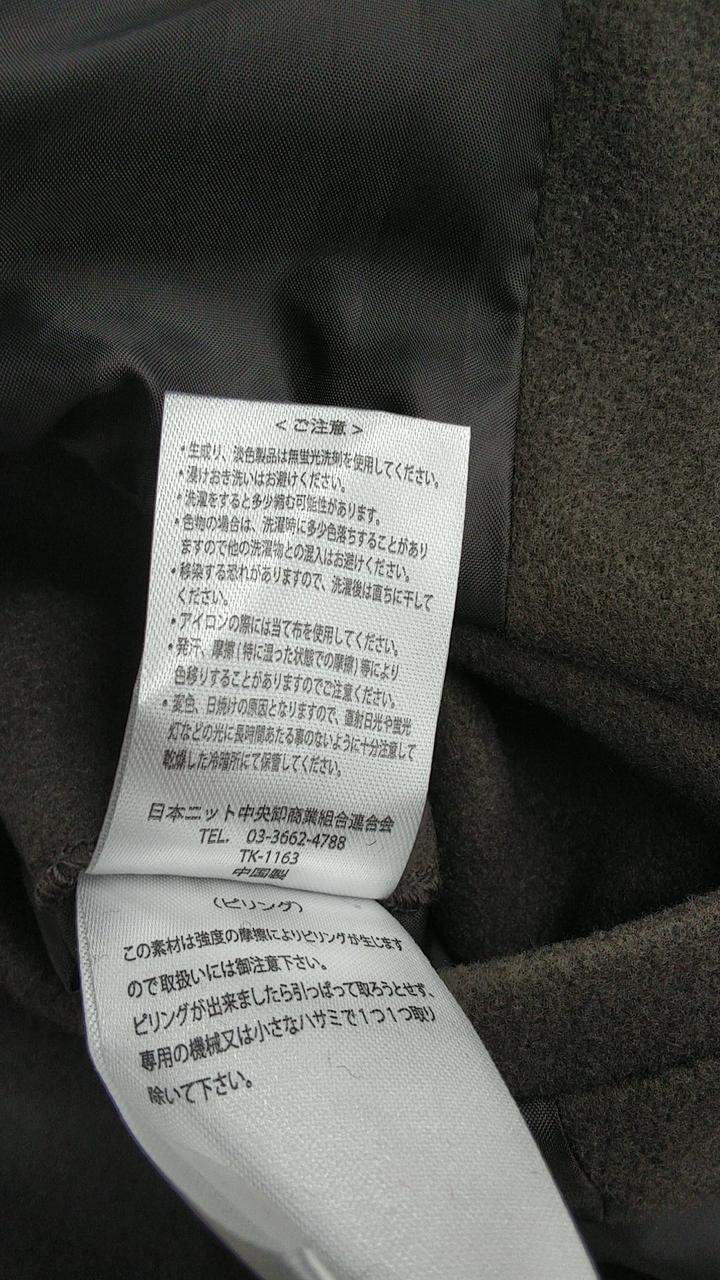 ＜ご注意＞
・生成り、淡色製品は無蛍光洗剤を使用してください。
・浸けおき洗いはお避けください。
・洗濯をすると多少縮む可能性があります。
・色物の場合は、洗濯時に多少色落ちすることがあり
ますので他の洗濯物との混入はお避けください。
・移染する恐れがありますので、洗濯後は直ちに干して
ください。
・アイロンの際には当て布を使用してください。
・発汗、摩擦(特に湿った状態での摩擦)等により
色移りすることがありますのでご注意ください。
・変色、日焼けの原因となりますので、直射日光や蛍光
灯などの光に長時間あたる事のないように十分注意して
乾燥した冷暗所にて保管してください。
日本ニット中央卸商業組合連合会
TEL. 03-3662-4788
TK-1163
中国製
(ピリング)
この素材は強度の摩擦によりピリングが生じます
ので取扱いには御注意下さい。
ピリングが出来ましたら引っぱって取ろうとせず、
専用の機械又は小さなハサミで1つ1つ取り
除いて下さい。